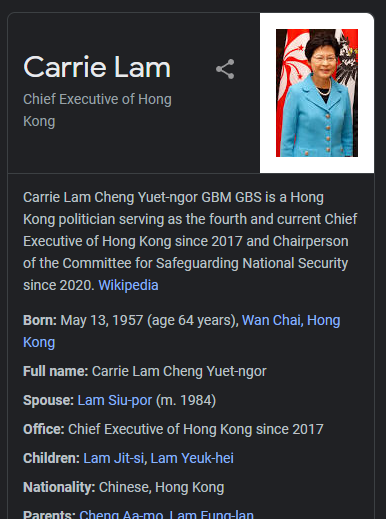 Carrie Lam
Chief Executive of Hong
Kong
Carrie Lam Cheng Yuet-ngor GBM GBS is a Hong
Kong politician serving as the fourth and current Chief
Executive of Hong Kong since 2017 and Chairperson
of the Committee for Safeguarding National Security
since 2020. Wikipedia
Born: May 13, 1957 (age 64 years), Wan Chai, Hong
Kong
Full name: Carrie Lam Cheng Yuet-ngor
Spouse: Lam Siu-por (m. 1984)
Office: Chief Executive of Hong Kong since 2017
Children: Lam Jit-si, Lam Yeuk-hei
Nationality: Chinese, Hong Kong
Parents: Cheng Aa-mo, Lam Fung-lan